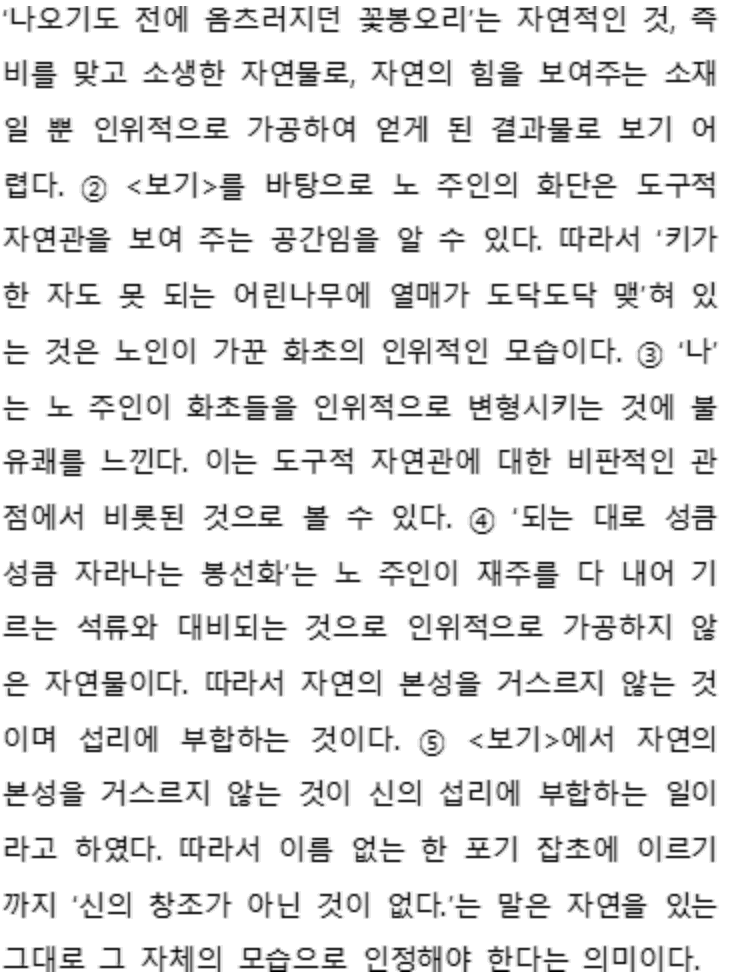 ‘나오기도 전에 옴츠러지던 꽃봉오리’는 자연적인 것, 즉
비를 맞고 소생한 자연물로, 자연의 힘을 보여주는 소재
일 뿐 인위적으로 가공하여 얻게 된 결과물로 보기 어
렵다. ② <보기>를 바탕으로 노 주인의 화단은 도구적
자연관을 보여 주는 공간임을 알 수 있다. 따라서 ‘키가
한 자도 못 되는 어린나무에 열매가 도닥도닥 맺’혀 있
는 것은 노인이 가꾼 화초의 인위적인 모습이다. ③ ‘나’
는 노 주인이 화초들을 인위적으로 변형시키는 것에 불
유쾌를 느낀다. 이는 도구적 자연관에 대한 비판적인 관
점에서 비롯된 것으로 볼 수 있다. ④ ‘되는 대로 성큼
성큼 자라나는 봉선화’는 노 주인이 재주를 다 내어 기
르는 석류와 대비되는 것으로 인위적으로 가공하지 않
은 자연물이다. 따라서 자연의 본성을 거스르지 않는 것
이며 섭리에 부합하는 것이다. ⑤ <보기>에서 자연의
본성을 거스르지 않는 것이 신의 섭리에 부합하는 일이
라고 하였다. 따라서 이름 없는 한 포기 잡초에 이르기
까지 ‘신의 창조가 아닌 것이 없다.’는 말은 자연을 있는
그대로 그 자체의 모습으로 인정해야 한다는 의미이다.